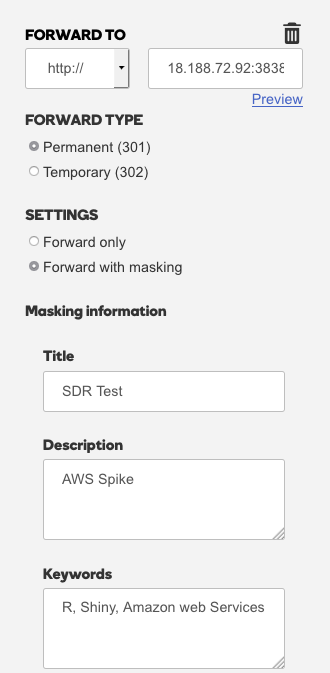 FORWARD TO
http:// 18.188.72.92:3838
Preview
FORWARD TYPE
Permanent (301)
Temporary (302)
SETTINGS
Forward only
Forward with masking
Masking information
Title
SDR Test
Description
AWS Spike
Keywords
R, Shiny, Amazon web Services